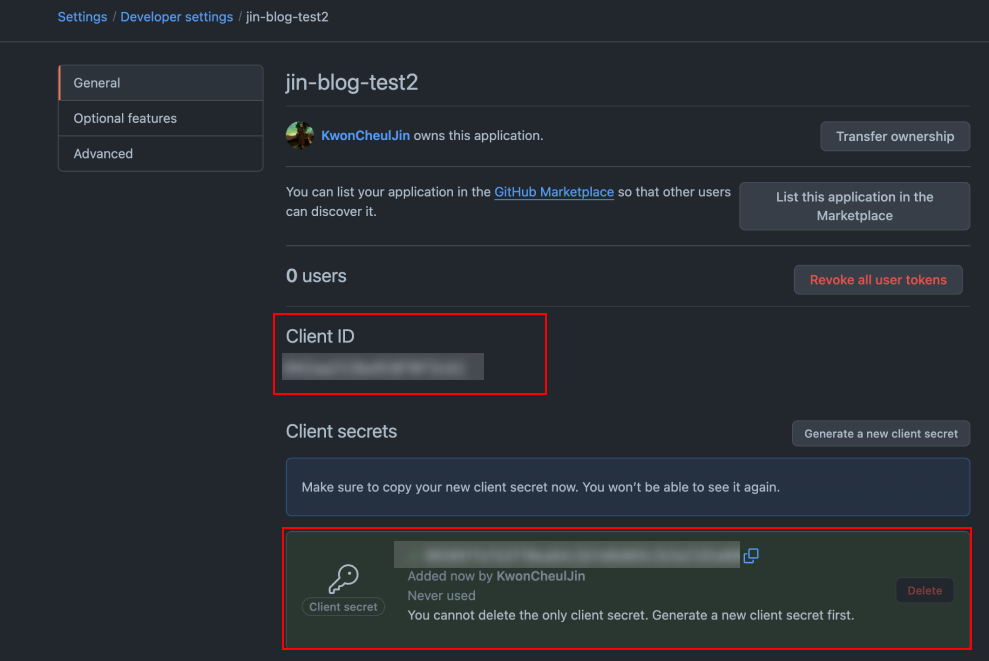 Settings / Developer settings / jin-blog-test2
General
Optional features
Advanced
jin-blog-test2
KwonCheulJin owns this application.
Transfer ownership
You can list your application in the GitHub Marketplace so that other users
can discover it.
List this application in the
Marketplace
0 users
Revoke all user tokens
Client ID
Client secrets
Generate a new client secret
Make sure to copy your new client secret now. You won’t be able to see it again.
Client secret
Added now by KwonCheulJin
Never used
You cannot delete the only client secret. Generate a new client secret first.
Delete